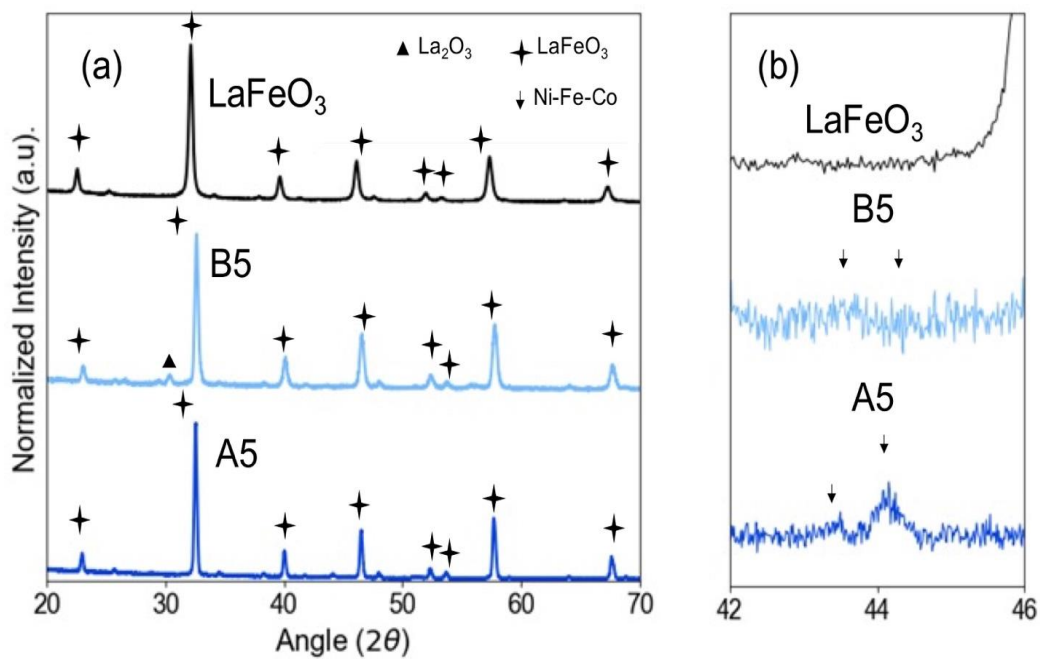 (a)
▲ La₂O₃
✦ LaFeO₃
↓ Ni-Fe-Co
LaFeO₃
B5
A5
Normalized Intensity (a.u).
20 30 40 50 60 70
Angle (2θ)
(b)
LaFeO₃
B5
A5
42 44 46